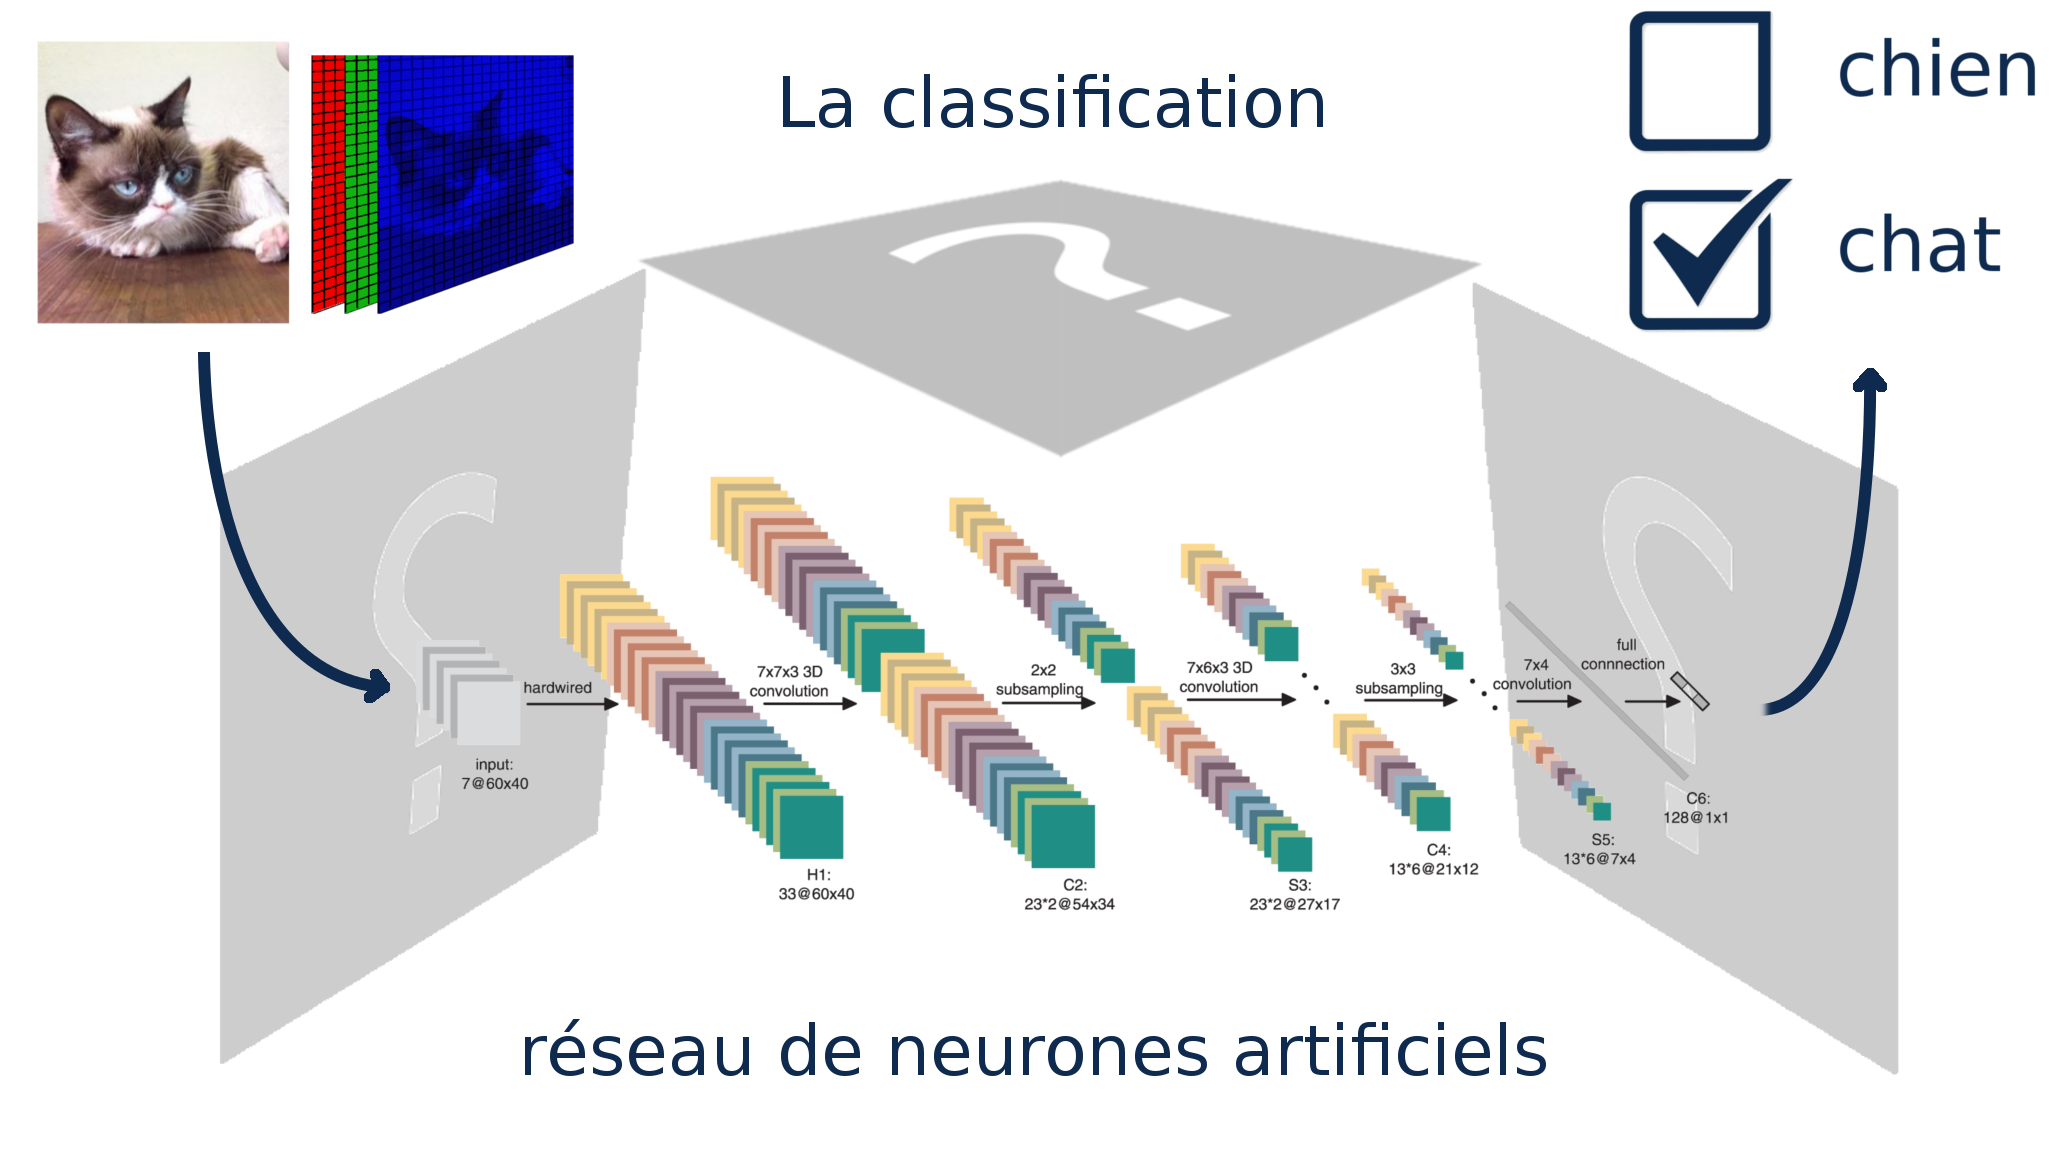 La classification
chien
chat
hardwired
input:
7@60x40
H1:
33@60x40
7x7x3 3D
convolution
C2:
23*2@54x34
2x2
subsampling
S3:
23*2@27x17
7x6x3 3D
convolution
C4:
13*6@21x12
3x3
subsampling
S5:
13*6@7x4
7x4
convolution
full
connnection
C6:
128@1x1
réseau de neurones artificiels